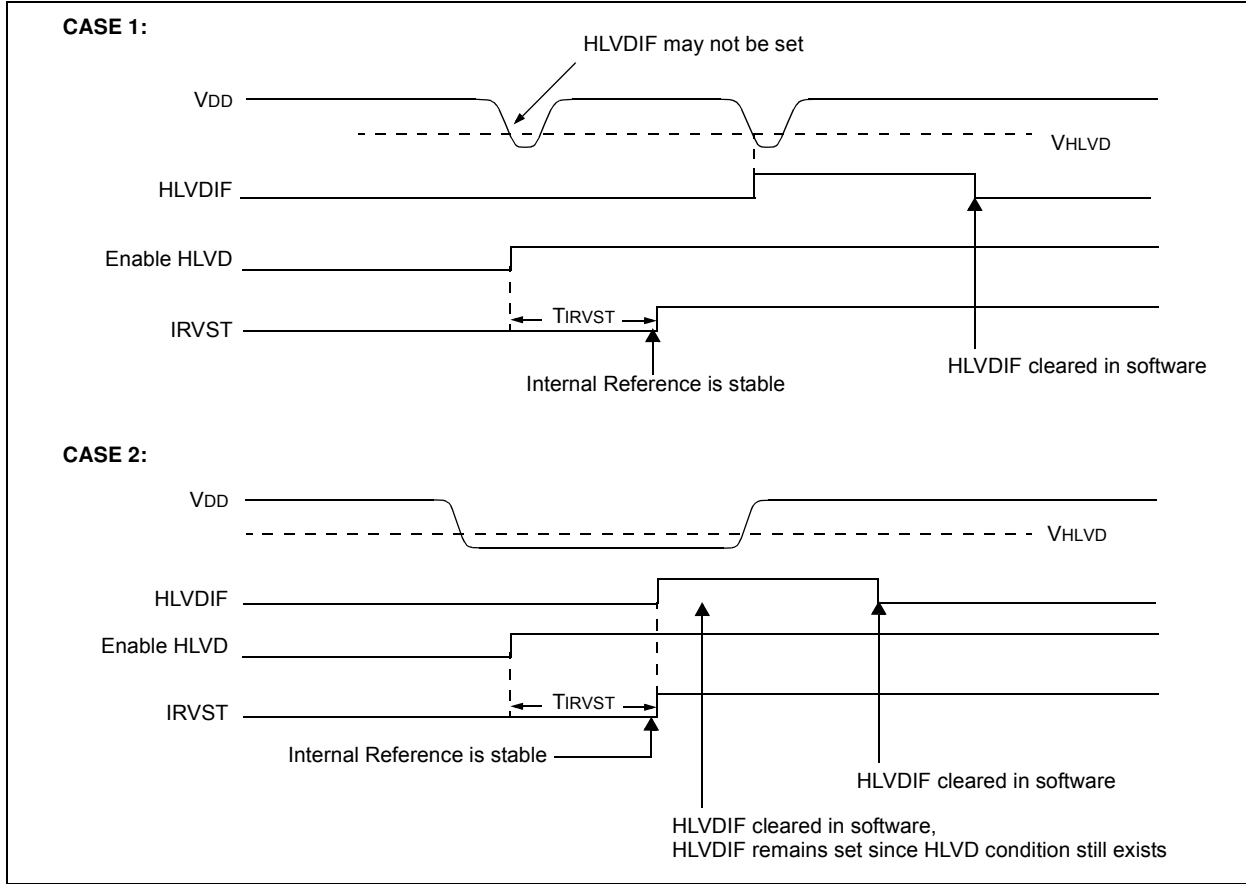 CASE 1:
HLVDIF may not be set
VDD
VHLVD
HLVDIF
Enable HLVD
TIRVST
IRVST
HLVDIF cleared in software
Internal Reference is stable
CASE 2:
VDD
VHLVD
HLVDIF
Enable HLVD
TIRVST
IRVST
Internal Reference is stable
HLVDIF cleared in software
HLVDIF cleared in software,
HLVDIF remains set since HLVD condition still exists